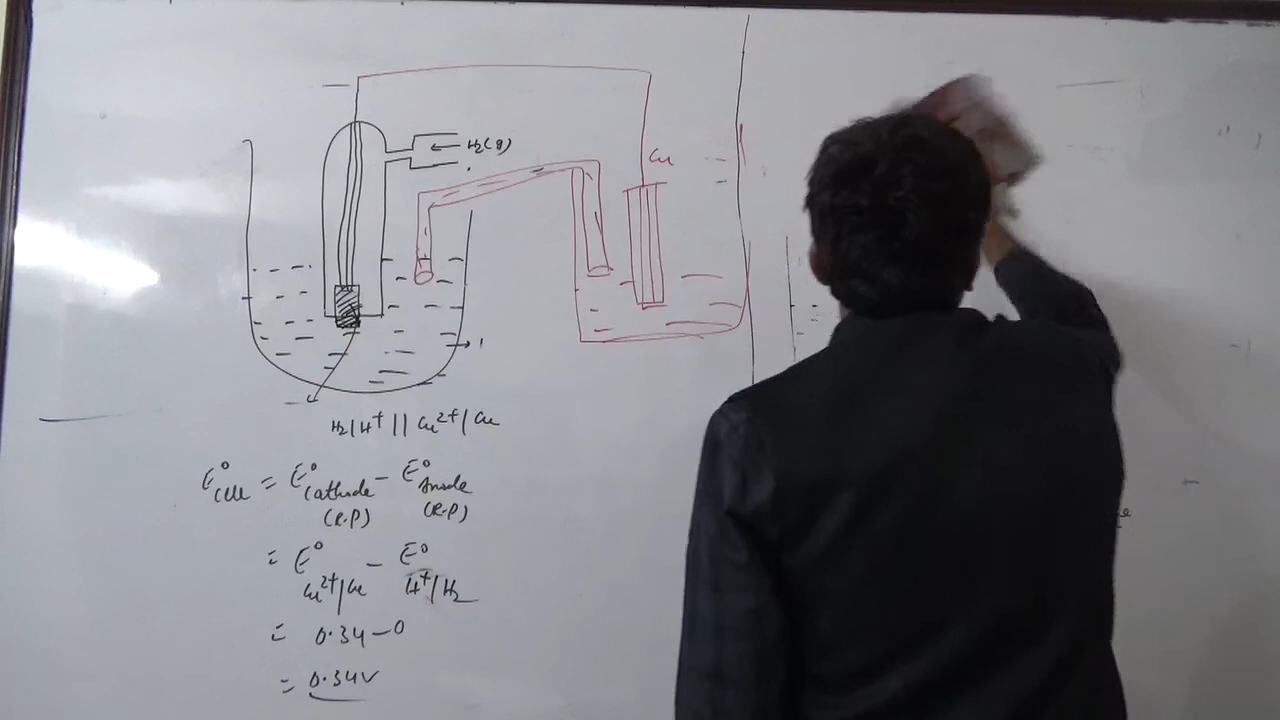 H2(g)
Cu
H2/H+ || Cu2+/Cu
E°Cell = E°Cathode - E°Anode
(R.P) (R.P)
= E°Cu2+/Cu - E°H+/H2
= 0.34-0
= 0.34V